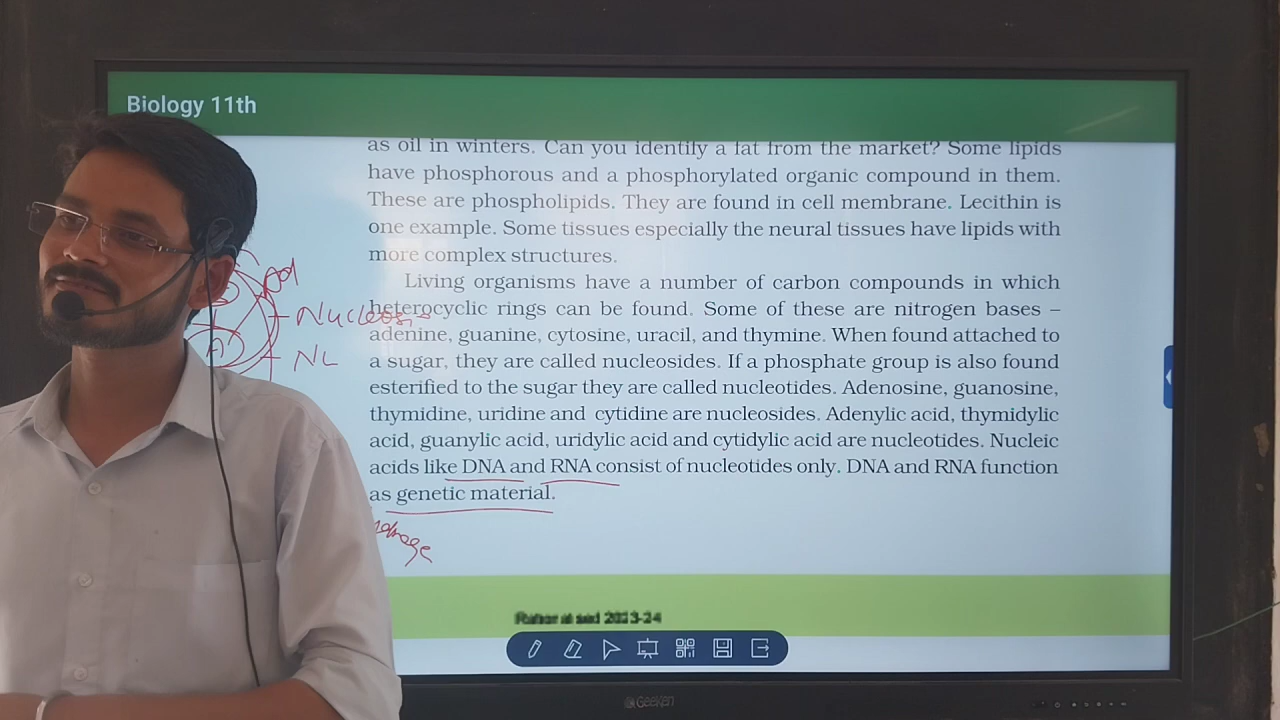 Biology 11th
as oil in winters. Can you identify a fat from the market? Some lipids
have phosphorous and a phosphorylated organic compound in them.
These are phospholipids. They are found in cell membrane. Lecithin is
one example. Some tissues especially the neural tissues have lipids with
more complex structures.
Living organisms have a number of carbon compounds in which
heterocyclic rings can be found. Some of these are nitrogen bases –
adenine, guanine, cytosine, uracil, and thymine. When found attached to
a sugar, they are called nucleosides. If a phosphate group is also found
esterified to the sugar they are called nucleotides. Adenosine, guanosine,
thymidine, uridine and cytidine are nucleosides. Adenylic acid, thymidylic
acid, guanylic acid, uridylic acid and cytidylic acid are nucleotides. Nucleic
acids like DNA and RNA consist of nucleotides only. DNA and RNA function
as genetic material.
NL
2023-24
GeeKen